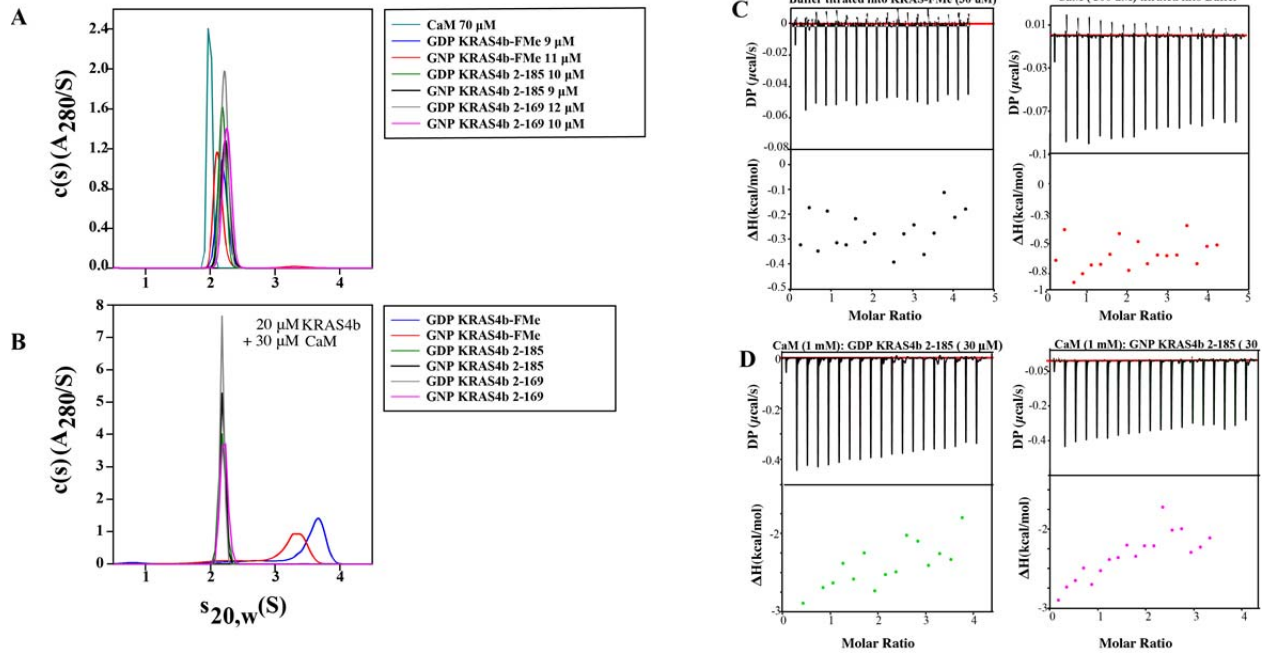 A
2.4
2.0
1.6
1.2
0.8
0.4
0.0
c(s) (A280/S)
1 2 3 4
CaM 70 μM
GDP KRAS4b-FMe 9 μM
GNP KRAS4b-FMe 11 μM
GDP KRAS4b 2-185 10 μM
GNP KRAS4b 2-185 9 μM
GDP KRAS4b 2-169 12 μM
GNP KRAS4b 2-169 10 μM
B
8
7
6
5
4
3
2
1
0
c(s) (A280/S)
20 μM KRAS4b
+ 30 μM CaM
1 2 3 4
s20,w(S)
GDP KRAS4b-FMe
GNP KRAS4b-FMe
GDP KRAS4b 2-185
GNP KRAS4b 2-185
GDP KRAS4b 2-169
GNP KRAS4b 2-169
C
0
-0.02
-0.04
-0.06
-0.08
DP (μcal/s)
0
-0.1
-0.2
-0.3
-0.4
-0.5
ΔH(kcal/mol)
0 1 2 3 4 5
Molar Ratio
0.01
-0.03
-0.07
-0.1
DP (μcal/s)
0
-0.3
-0.5
-0.8
-1
ΔH(kcal/mol)
0 1 2 3 4 5
Molar Ratio
D
CaM (1 mM): GDP KRAS4b 2-185 ( 30 μM)
0
-0.2
-0.4
DP (μcal/s)
-2
-3
ΔH(kcal/mol)
0 1 2 3 4
Molar Ratio
CaM (1 mM): GNP KRAS4b 2-185 ( 30
-0.05
-0.2
-0.4
DP (μcal/s)
-2
-3
ΔH(kcal/mol)
0 1 2 3 4
Molar Ratio